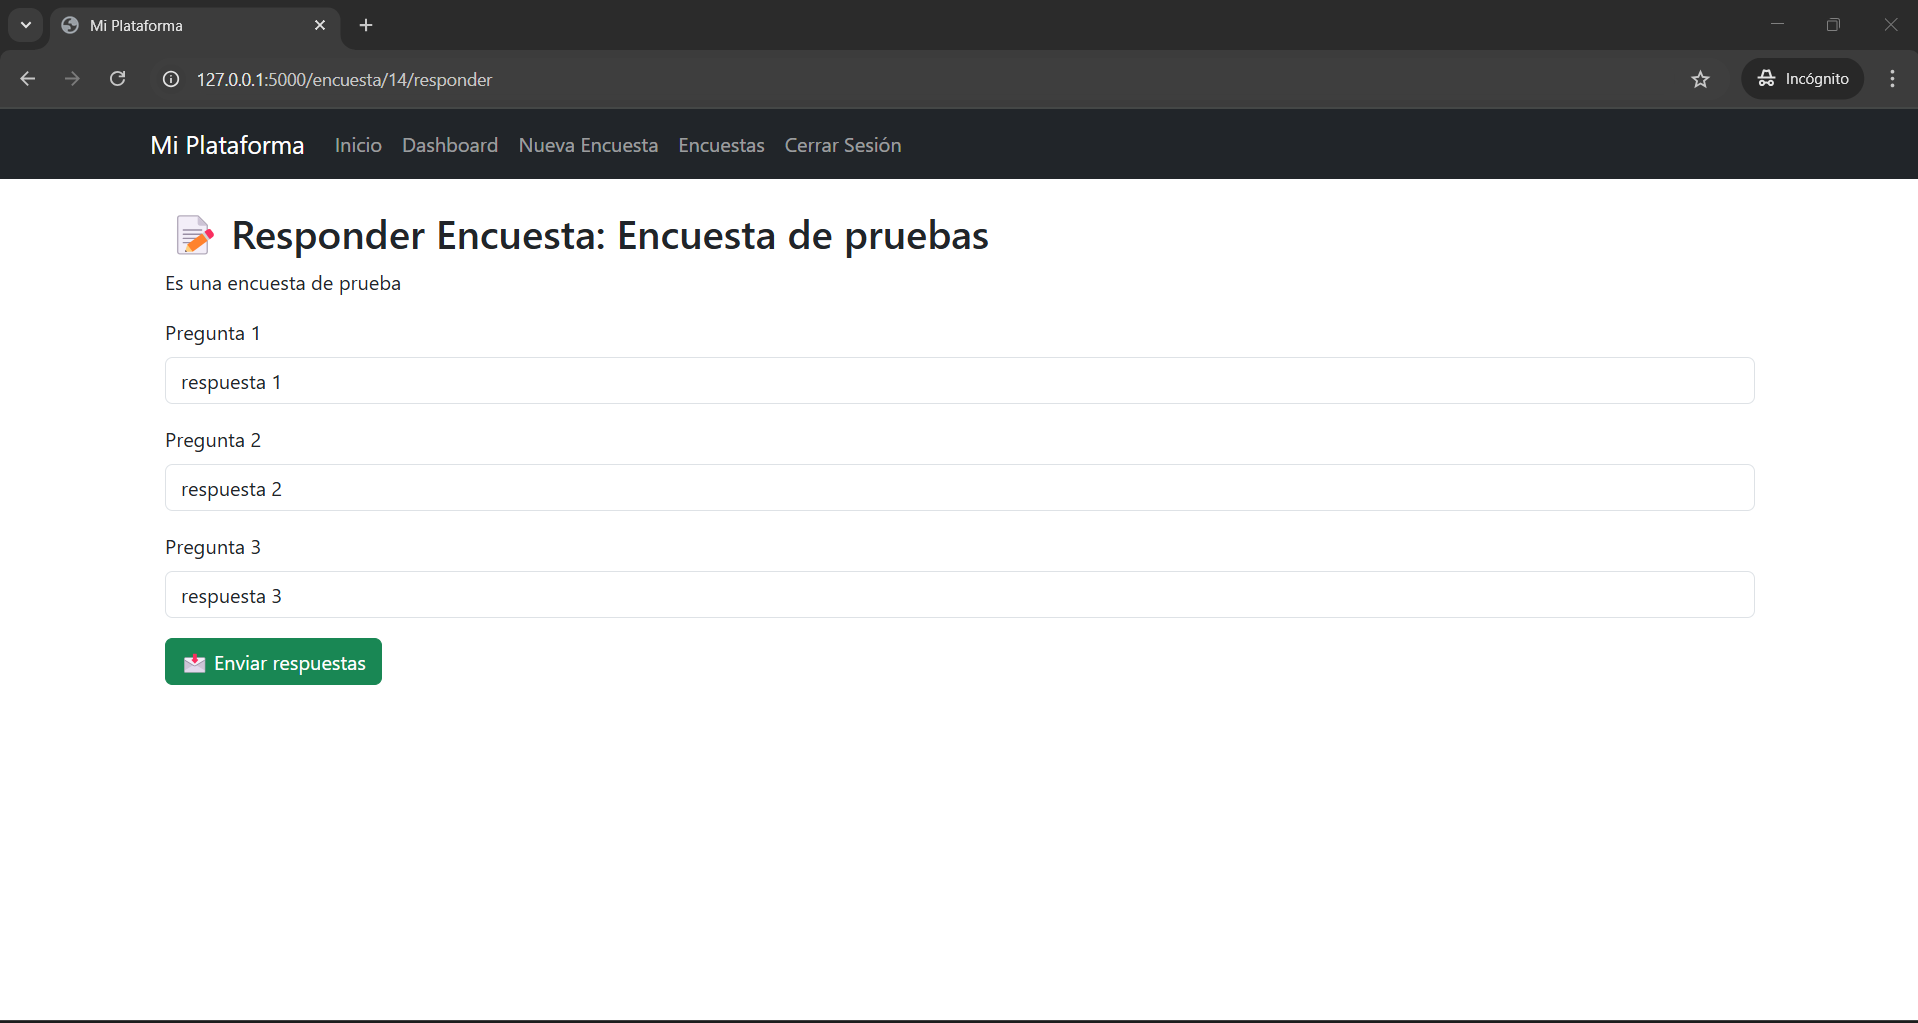 Mi Plataforma
127.0.0.1:5000/encuesta/14/responder
Incógnito
Mi Plataforma Inicio Dashboard Nueva Encuesta Encuestas Cerrar Sesión
Responder Encuesta: Encuesta de pruebas
Es una encuesta de prueba
Pregunta 1
respuesta 1
Pregunta 2
respuesta 2
Pregunta 3
respuesta 3
Enviar respuestas